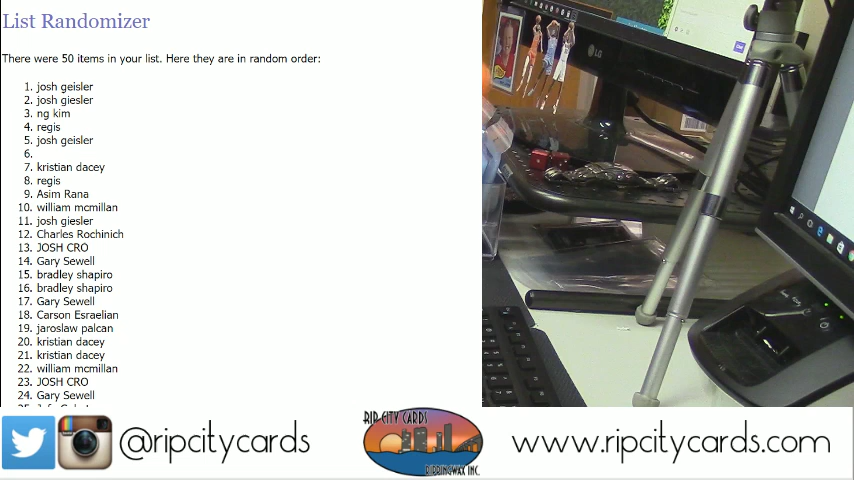 List Randomizer
There were 50 items in your list. Here they are in random order:
1. josh geisler
2. josh giesler
3. ng kim
4. regis
5. josh geisler
6.
7. kristian dacey
8. regis
9. Asim Rana
10. william mcmillan
11. josh giesler
12. Charles Rochinich
13. JOSH CRO
14. Gary Sewell
15. bradley shapiro
16. bradley shapiro
17. Gary Sewell
18. Carson Esraelian
19. jaroslaw palcan
20. kristian dacey
21. kristian dacey
22. william mcmillan
23. JOSH CRO
24. Gary Sewell
LG
@ripcitycards
RIP CITY CARDS
RIPPINGWAX INC.
www.ripcitycards.com